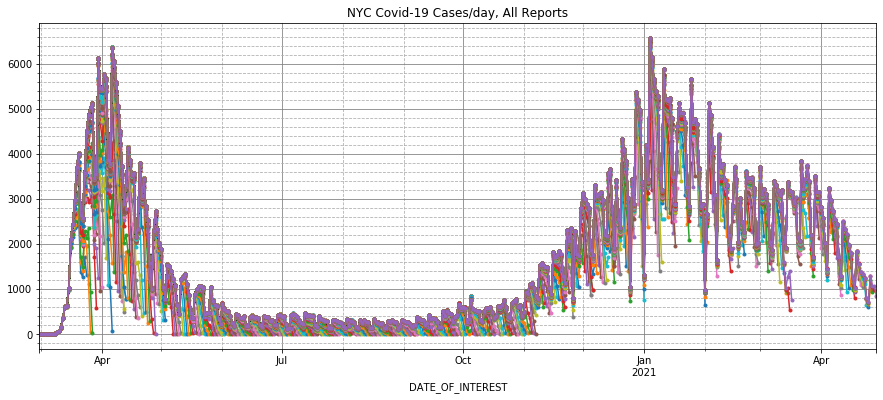 NYC Covid-19 Cases/day, All Reports
6000
5000
4000
3000
2000
1000
0
Apr Jul Oct Jan Apr
2021
DATE_OF_INTEREST